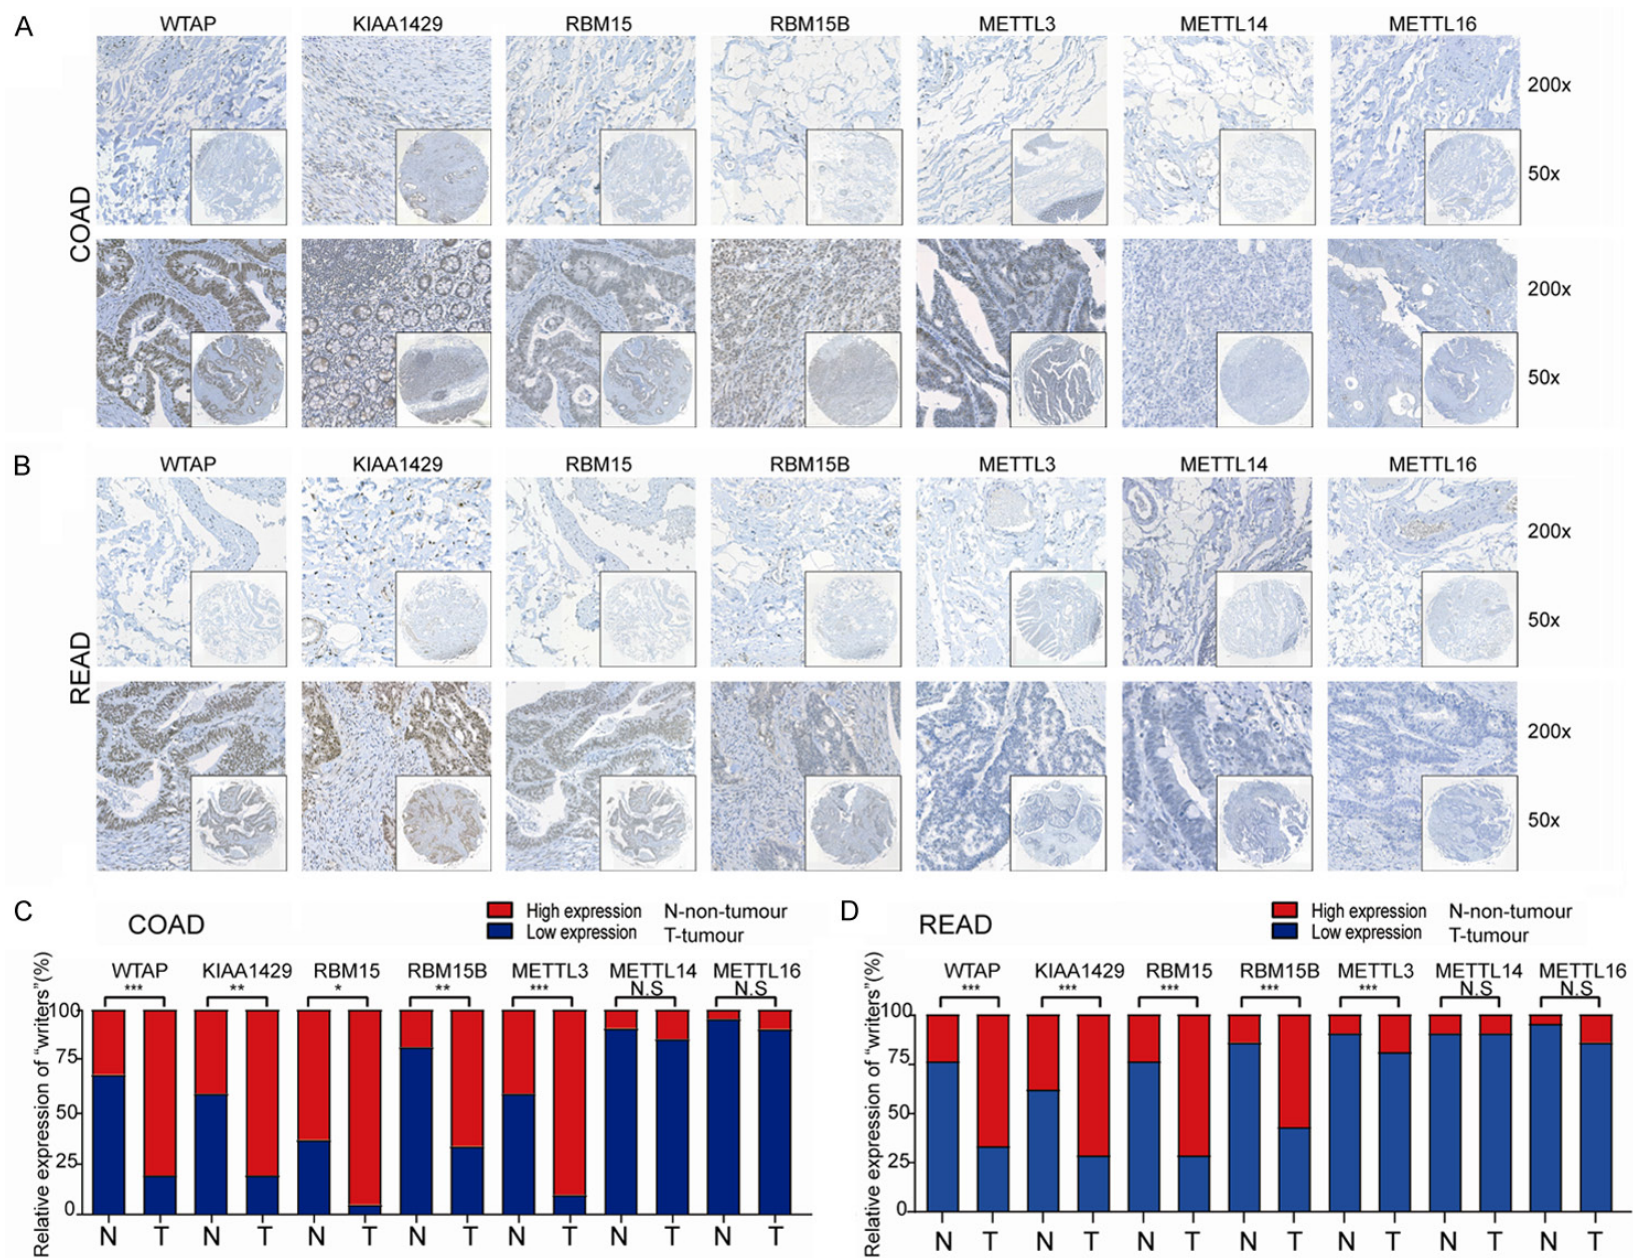 A
WTAP KIAA1429 RBM15 RBM15B METTL3 METTL14 METTL16
COAD
200x
50x
200x
50x
B
WTAP KIAA1429 RBM15 RBM15B METTL3 METTL14 METTL16
READ
200x
50x
200x
50x
C
COAD
High expression N-non-tumour
Low expression T-tumour
Relative expression of "writers"(%)
WTAP KIAA1429 RBM15 RBM15B METTL3 METTL14 METTL16
*** ** * ** *** N.S N.S
100
75
50
25
0
N T N T N T N T N T N T N T
D
READ
High expression N-non-tumour
Low expression T-tumour
Relative expression of "writers"(%)
WTAP KIAA1429 RBM15 RBM15B METTL3 METTL14 METTL16
*** *** *** *** *** N.S N.S
100
75
50
25
0
N T N T N T N T N T N T N T